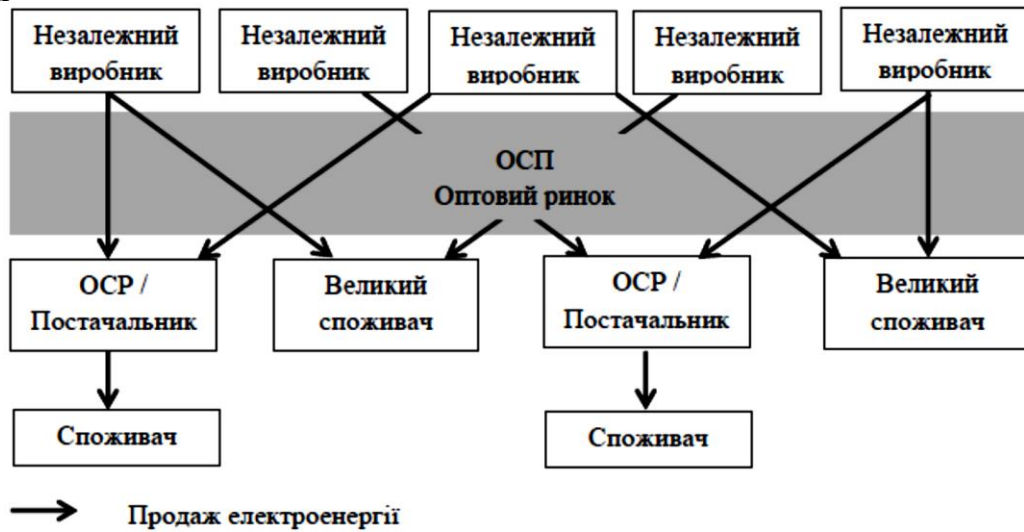 Незалежний
виробник
Незалежний
виробник
Незалежний
виробник
Незалежний
виробник
Незалежний
виробник
ОСП
Оптовий ринок
ОСР /
Постачальник
Великий
споживач
ОСР /
Постачальник
Великий
споживач
Споживач
Споживач
Продаж електроенергії